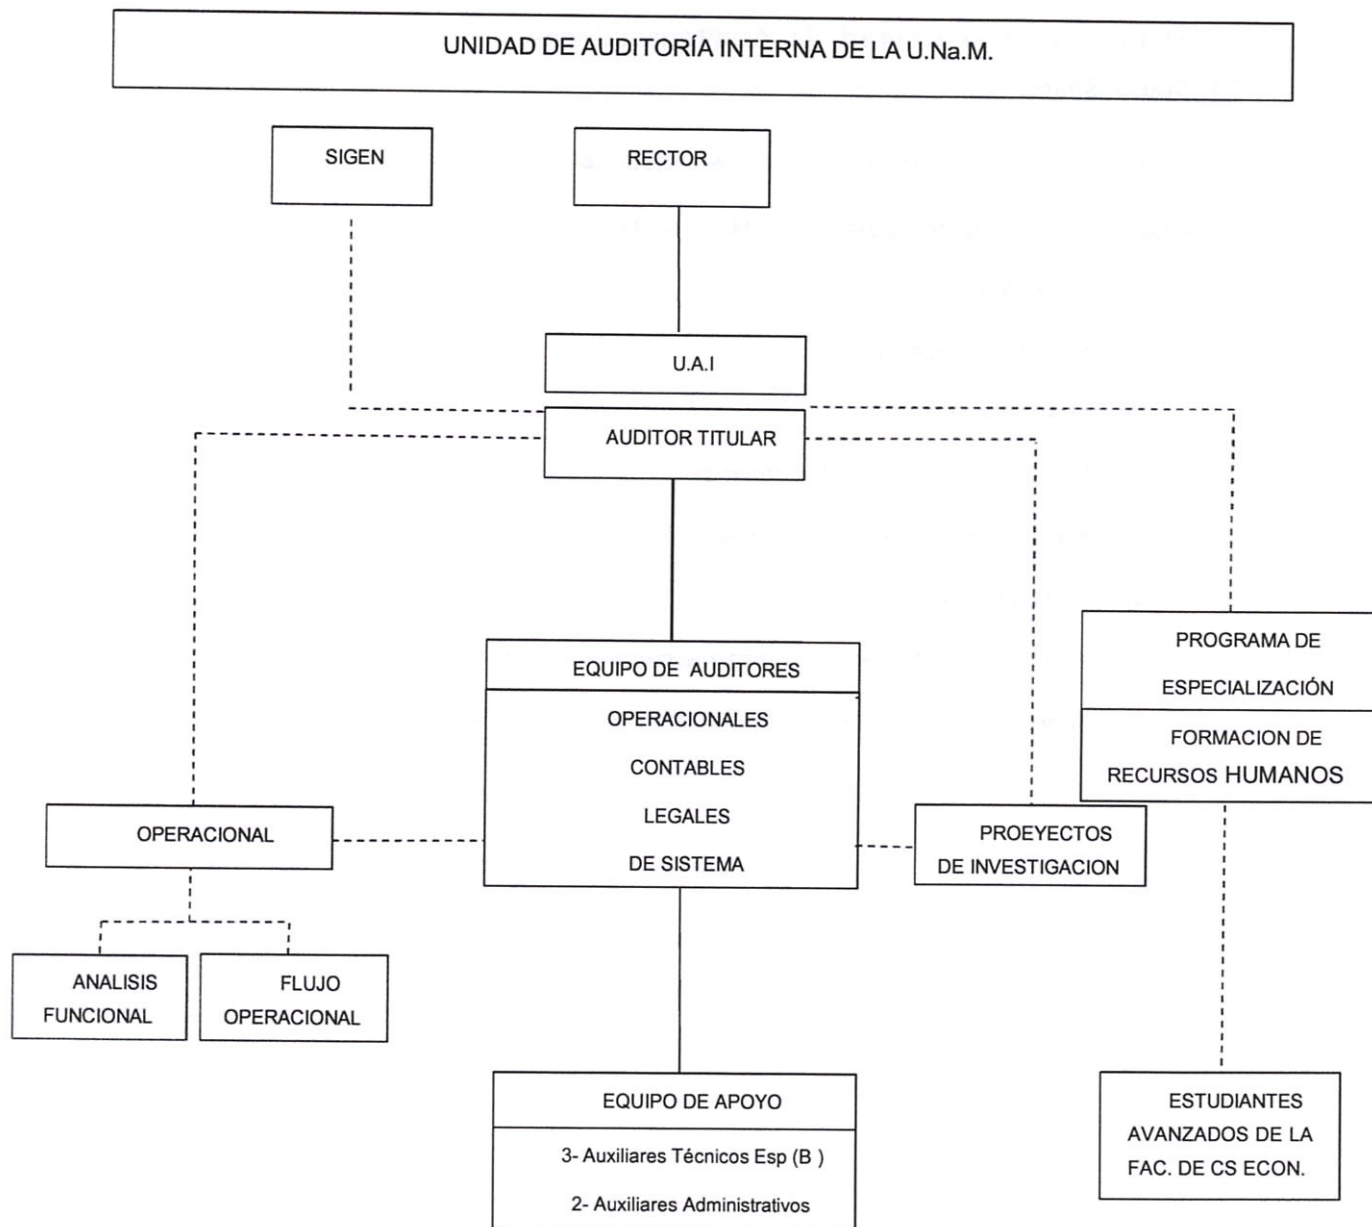 UNIDAD DE AUDITORÍA INTERNA DE LA U.Na.M.
SIGEN
RECTOR
U.A.I
AUDITOR TITULAR
EQUIPO DE AUDITORES
OPERACIONALES
CONTABLES
LEGALES
DE SISTEMA
PROGRAMA DE
ESPECIALIZACIÓN
FORMACION DE
RECURSOS HUMANOS
OPERACIONAL
PROEYECTOS
DE INVESTIGACION
ANALISIS
FUNCIONAL
FLUJO
OPERACIONAL
EQUIPO DE APOYO
3- Auxiliares Técnicos Esp (B )
2- Auxiliares Administrativos
ESTUDIANTES
AVANZADOS DE LA
FAC. DE CS ECON.